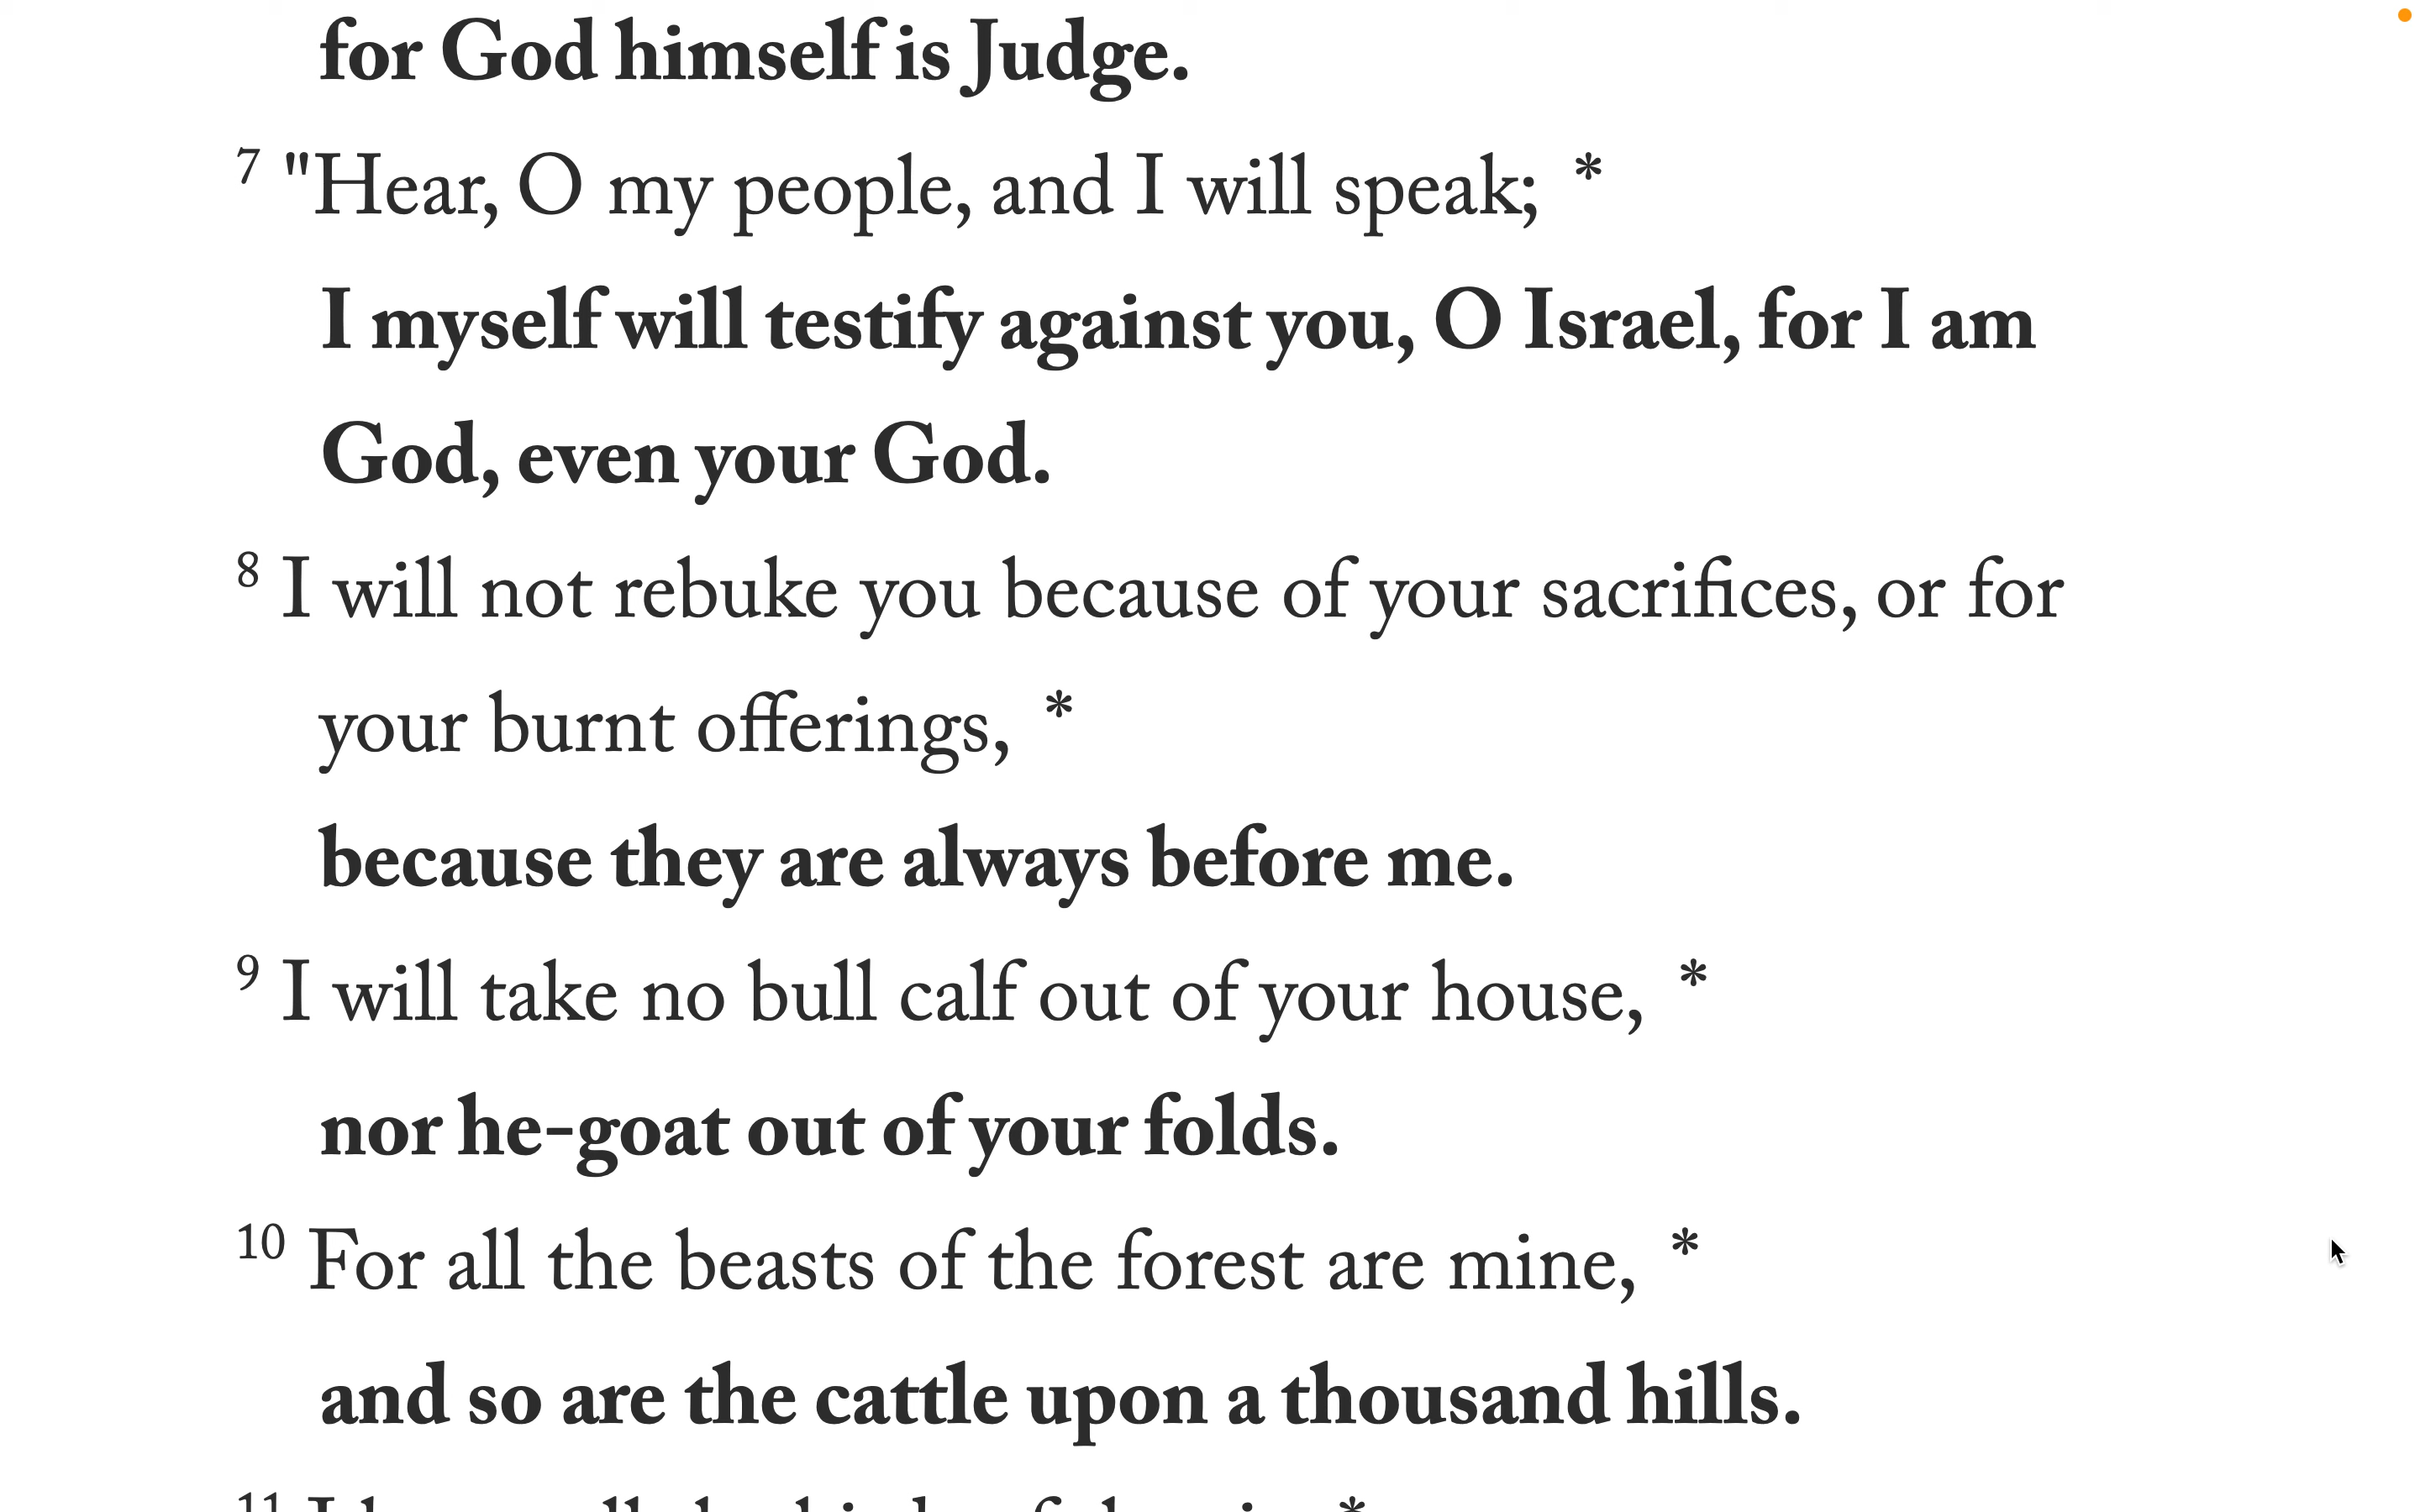 for God himself is Judge.
7 "Hear, O my people, and I will speak; *
I myself will testify against you, O Israel, for I am
God, even your God.
8 I will not rebuke you because of your sacrifices, or for
your burnt offerings, *
because they are always before me.
9 I will take no bull calf out of your house, *
nor he-goat out of your folds.
10 For all the beasts of the forest are mine, *
and so are the cattle upon a thousand hills.
11 I *